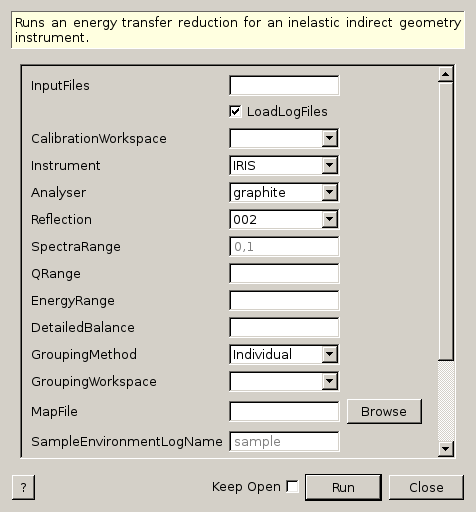 Runs an energy transfer reduction for an inelastic indirect geometry
instrument.
InputFiles
LoadLogFiles
CalibrationWorkspace
Instrument IRIS
Analyser graphite
Reflection 002
SpectraRange 0,1
QRange
EnergyRange
DetailedBalance
GroupingMethod Individual
GroupingWorkspace
MapFile Browse
SampleEnvironmentLogName sample
? Keep Open Run Close